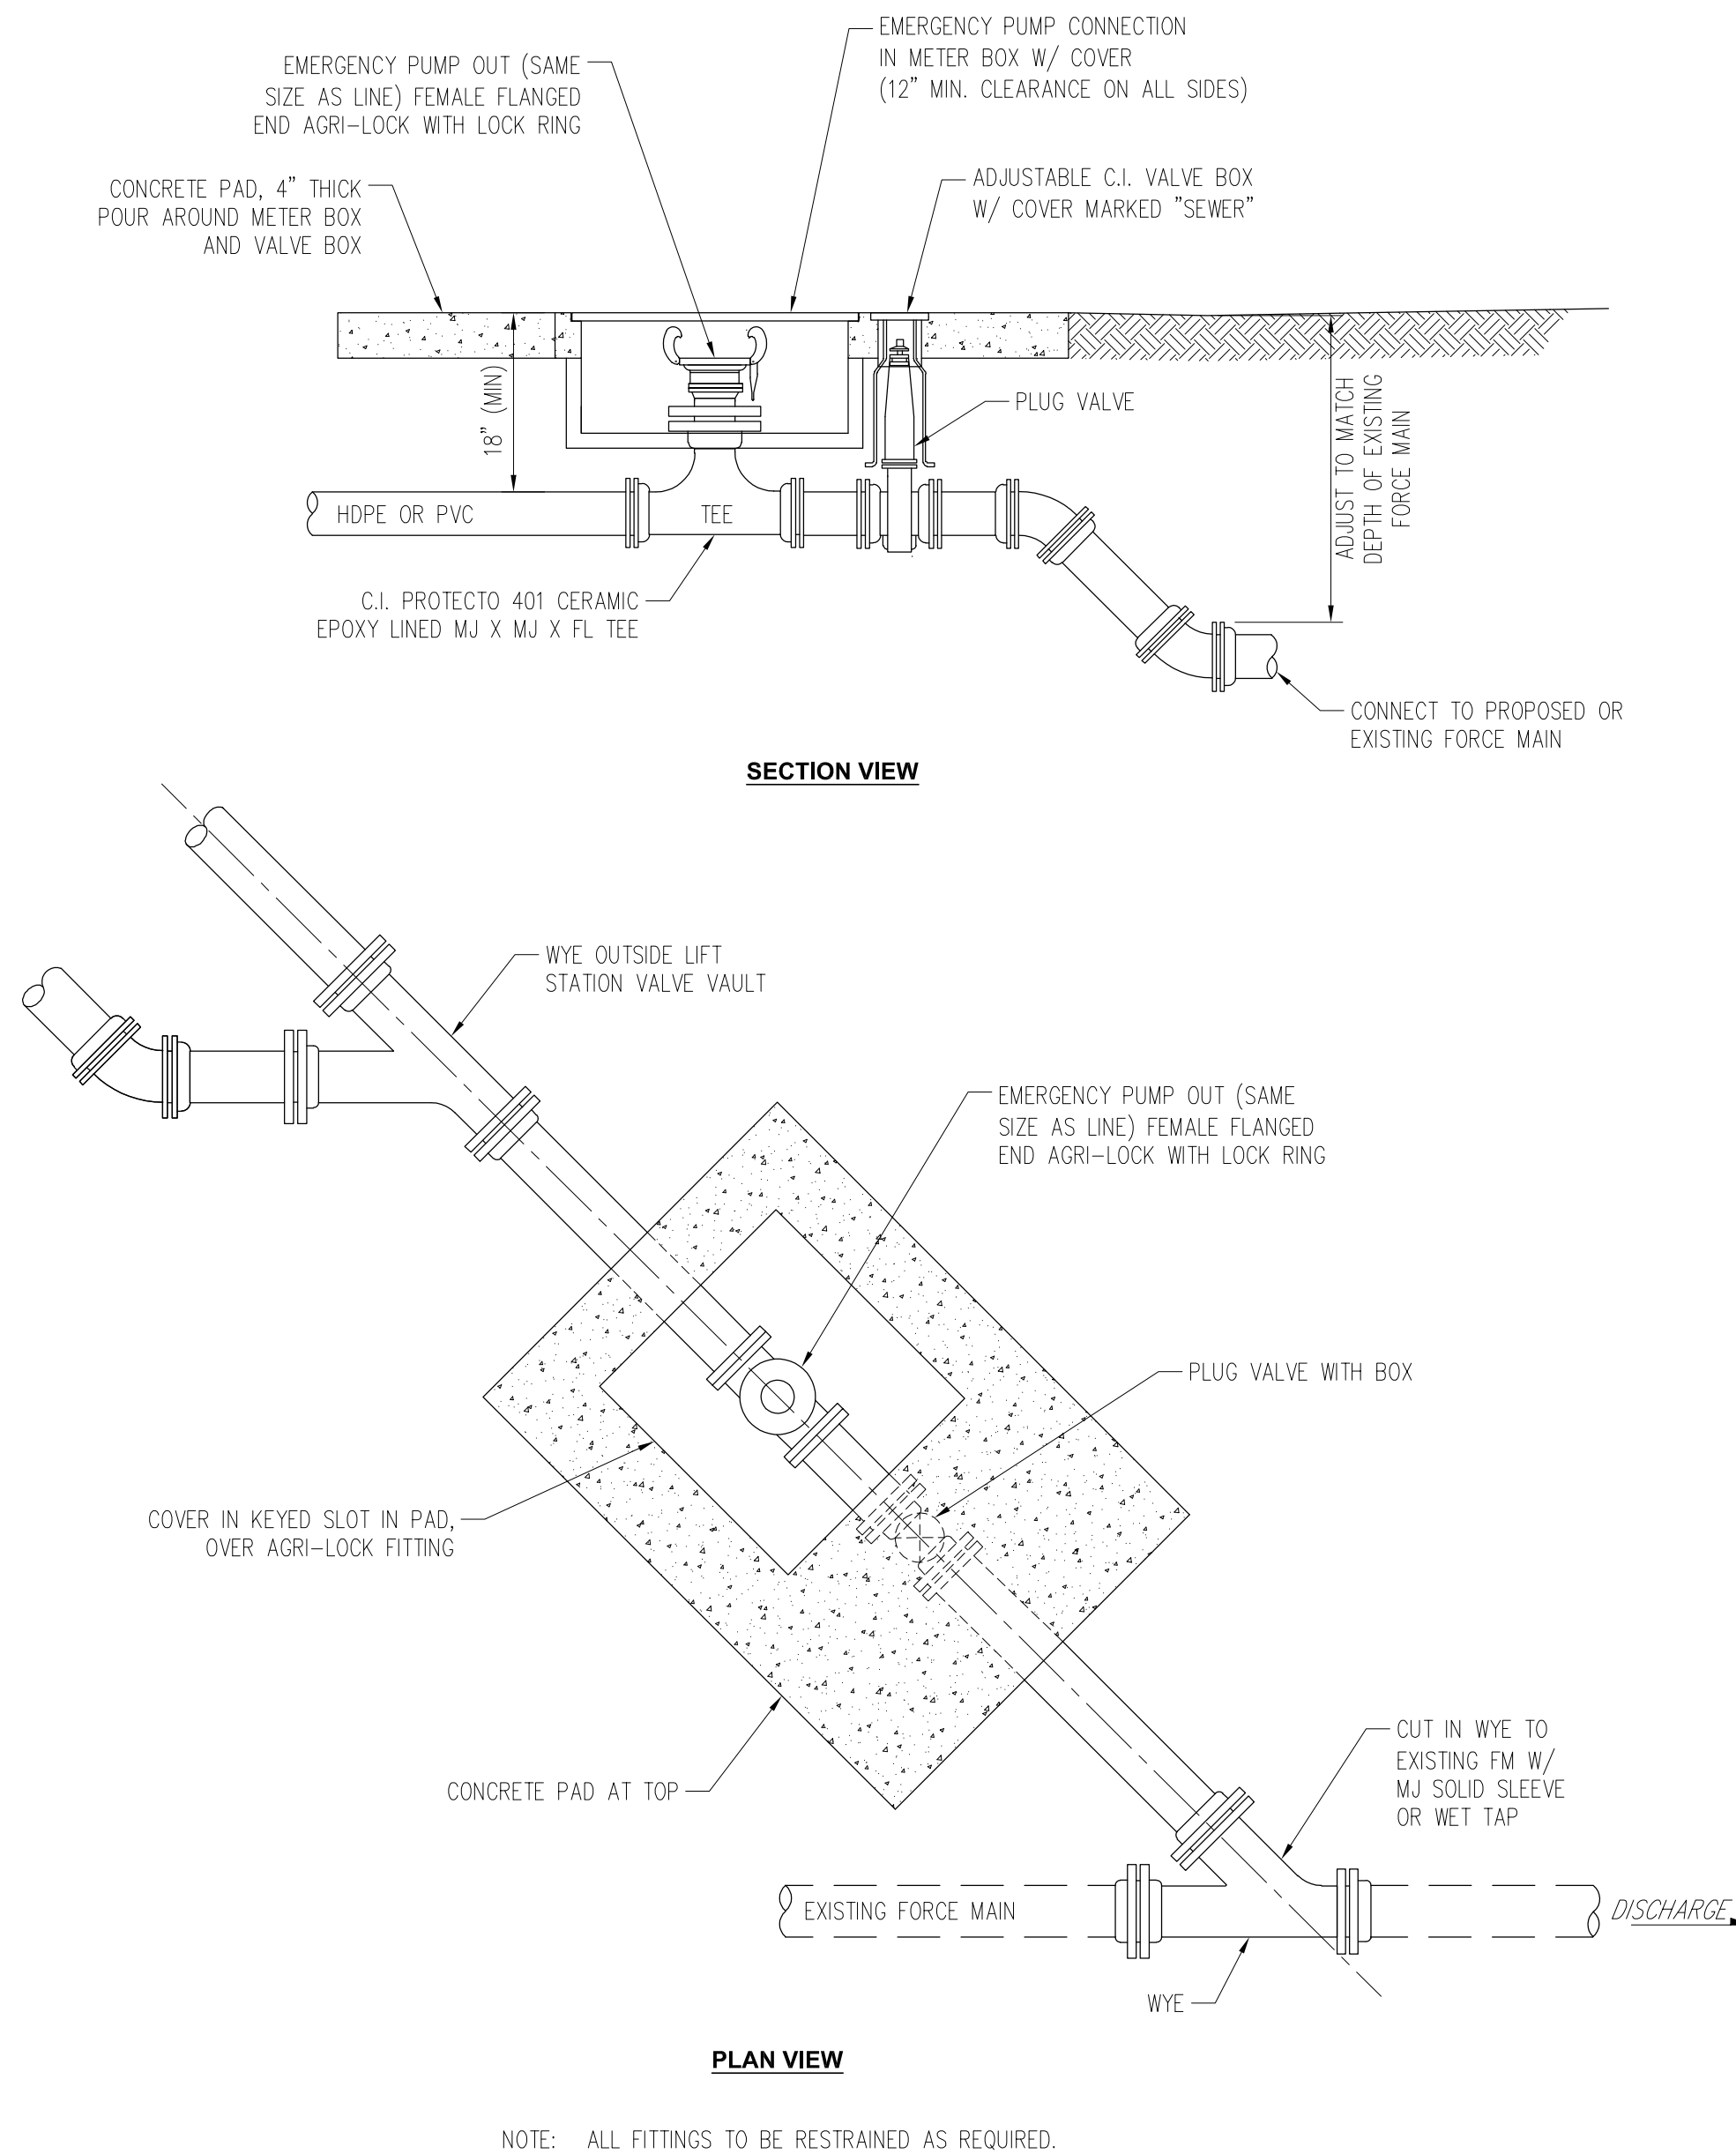 EMERGENCY PUMP CONNECTION
IN METER BOX W/ COVER
(12" MIN. CLEARANCE ON ALL SIDES)
EMERGENCY PUMP OUT (SAME
SIZE AS LINE) FEMALE FLANGED
END AGRI-LOCK WITH LOCK RING
CONCRETE PAD, 4" THICK
POUR AROUND METER BOX
AND VALVE BOX
ADJUSTABLE C.I. VALVE BOX
W/ COVER MARKED "SEWER"
18" (MIN)
PLUG VALVE
ADJUST TO MATCH
DEPTH OF EXISTING
FORCE MAIN
HDPE OR PVC
TEE
C.I. PROTECTO 401 CERAMIC
EPOXY LINED MJ X MJ X FL TEE
CONNECT TO PROPOSED OR
EXISTING FORCE MAIN
SECTION VIEW
WYE OUTSIDE LIFT
STATION VALVE VAULT
EMERGENCY PUMP OUT (SAME
SIZE AS LINE) FEMALE FLANGED
END AGRI-LOCK WITH LOCK RING
PLUG VALVE WITH BOX
COVER IN KEYED SLOT IN PAD,
OVER AGRI-LOCK FITTING
CONCRETE PAD AT TOP
CUT IN WYE TO
EXISTING FM W/
MJ SOLID SLEEVE
OR WET TAP
EXISTING FORCE MAIN
DISCHARGE
WYE
PLAN VIEW
NOTE: ALL FITTINGS TO BE RESTRAINED AS REQUIRED.